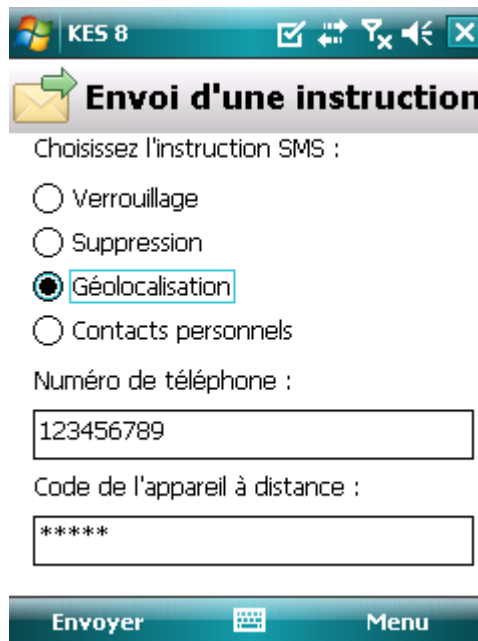 KES 8
Envoi d'une instruction
Choisissez l'instruction SMS :
Verrouillage
Suppression
Géolocalisation
Contacts personnels
Numéro de téléphone :
123456789
Code de l'appareil à distance :
*****
Envoyer Menu